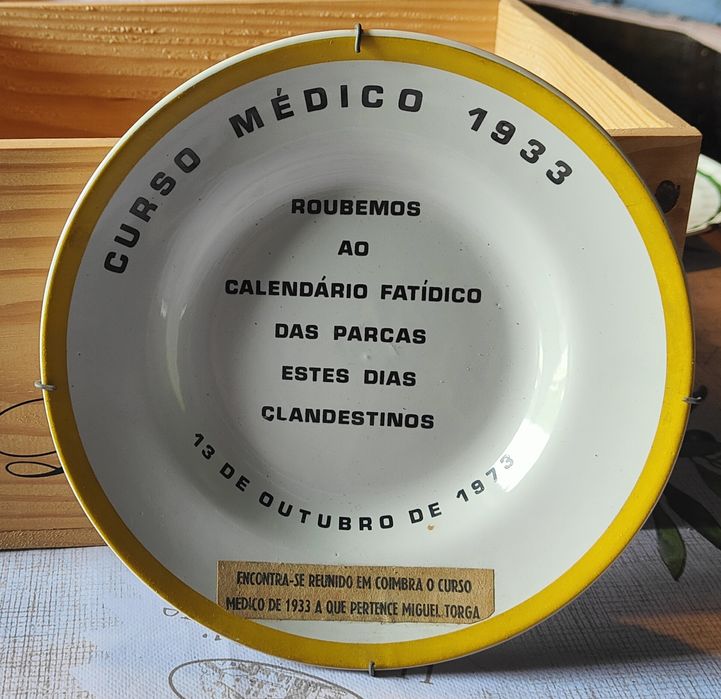 CURSO MÉDICO 1933
ROUBEMOS
AO
CALENDÁRIO FATÍDICO
DAS PARCAS
ESTES DIAS
CLANDESTINOS
13 DE OUTUBRO DE 1973
ENCONTRA-SE REUNIDO EM COIMBRA O CURSO
MEDICO DE 1933 A QUE PERTENCE MIGUEL TORGA